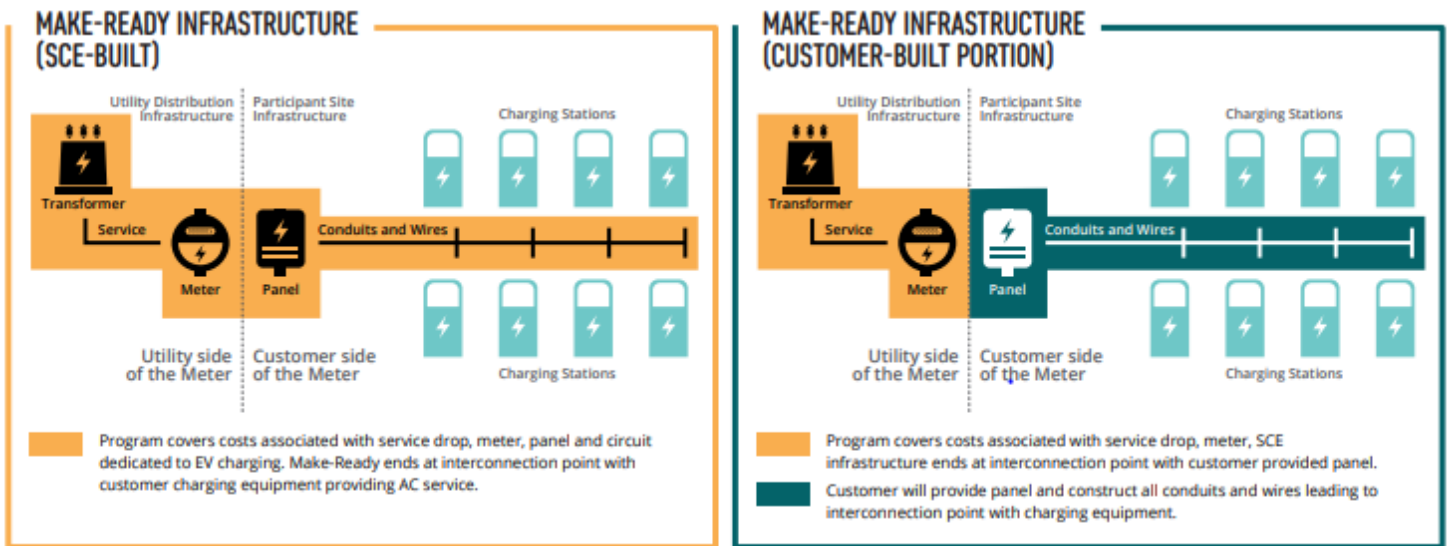 MAKE-READY INFRASTRUCTURE
(SCE-BUILT)
Utility Distribution
Infrastructure
Participant Site
Infrastructure
Charging Stations
Transformer
Service
Conduits and Wires
Meter
Panel
Utility side
of the Meter
Customer side
of the Meter
Charging Stations
Program covers costs associated with service drop, meter, panel and circuit
dedicated to EV charging. Make-Ready ends at interconnection point with
customer charging equipment providing AC service.
MAKE-READY INFRASTRUCTURE
(CUSTOMER-BUILT PORTION)
Utility Distribution
Infrastructure
Participant Site
Infrastructure
Charging Stations
Transformer
Service
Conduits and Wires
Meter
Panel
Utility side
of the Meter
Customer side
of the Meter
Charging Stations
Program covers costs associated with service drop, meter, SCE
infrastructure ends at interconnection point with customer provided panel.
Customer will provide panel and construct all conduits and wires leading to
interconnection point with charging equipment.